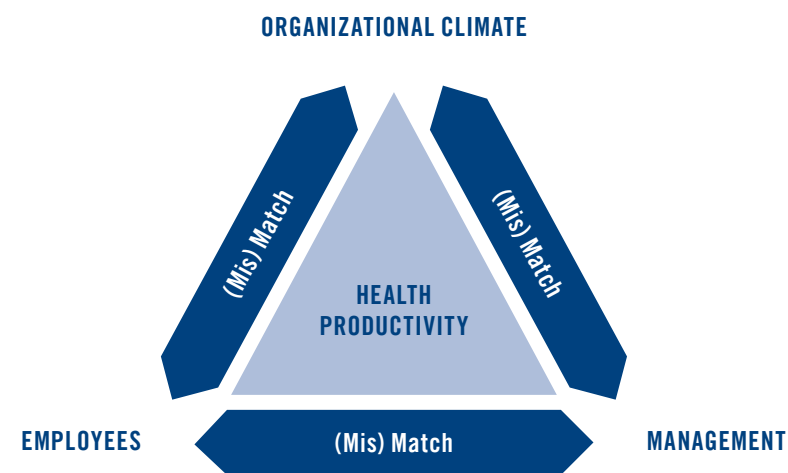 ORGANIZATIONAL CLIMATE
(Mis) Match
(Mis) Match
HEALTH
PRODUCTIVITY
EMPLOYEES
(Mis) Match
MANAGEMENT